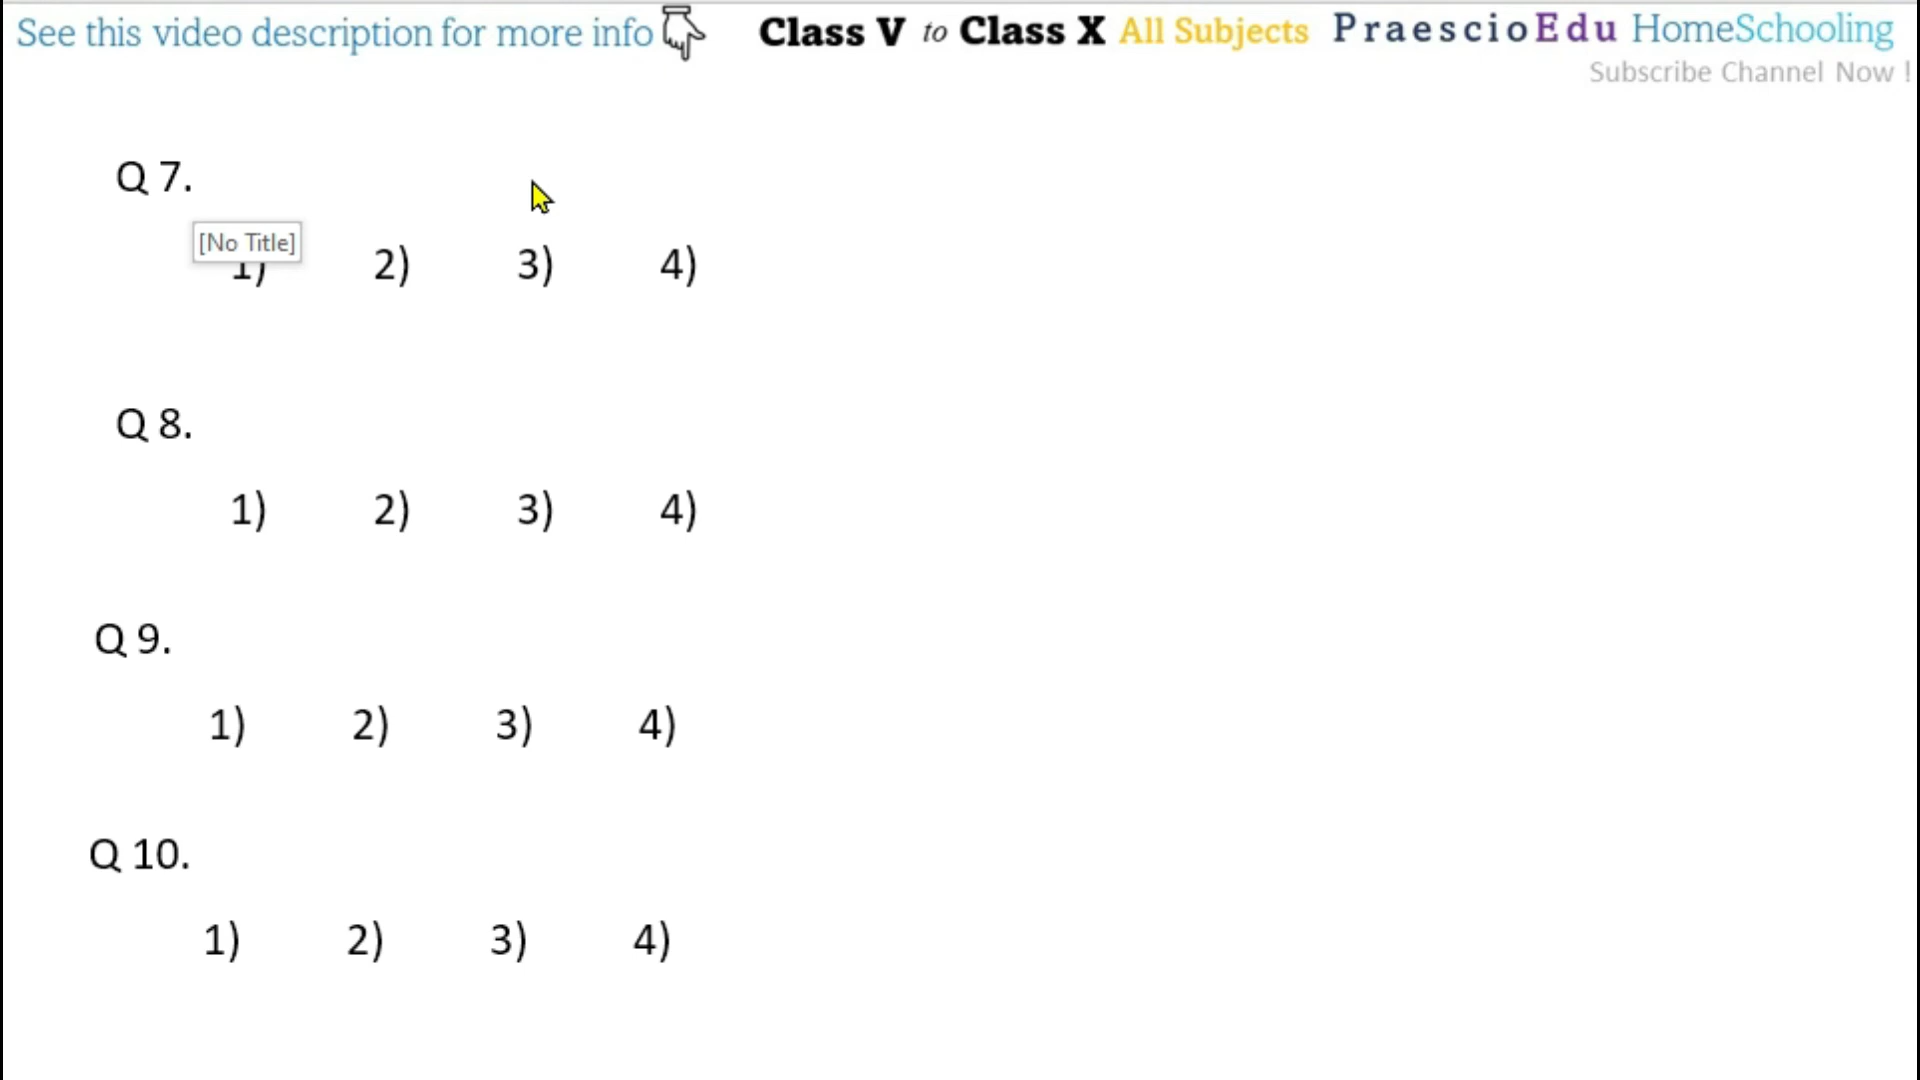 See this video description for more info Class V to Class X All Subjects PraescioEdu HomeSchooling
Subscribe Channel Now !
Q 7.
[No Title]
1) 2) 3) 4)
Q 8.
1) 2) 3) 4)
Q 9.
1) 2) 3) 4)
Q 10.
1) 2) 3) 4)